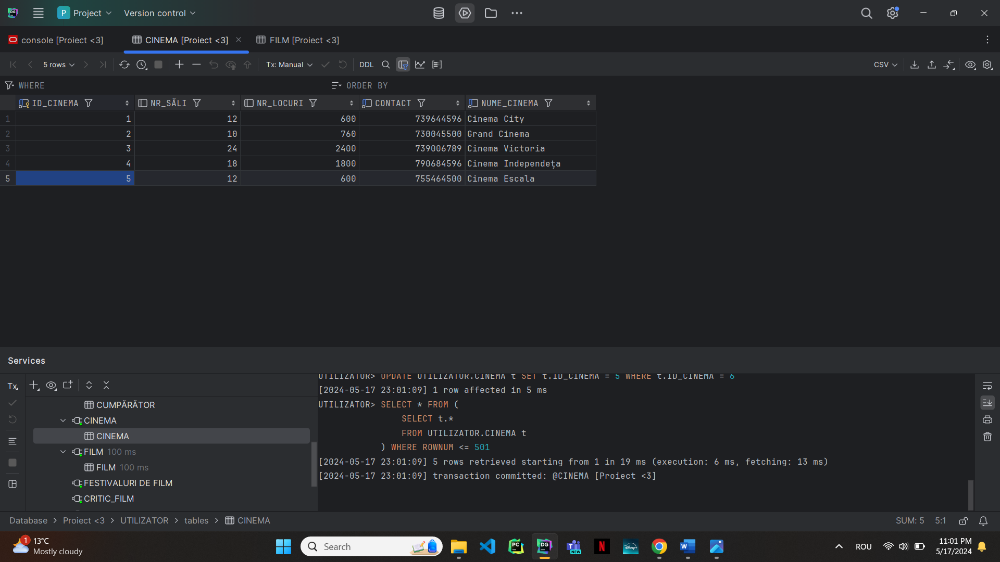 Project Version control
console [Proiect <3] CINEMA [Proiect <3] FILM [Proiect <3]
5 rows Tx: Manual DDL CSV
WHERE ORDER BY
ID_CINEMA NR_SĂLI NR_LOCURI CONTACT NUME_CINEMA
1 1 12 600 739644596 Cinema City
2 2 10 760 730045500 Grand Cinema
3 3 24 2400 739006789 Cinema Victoria
4 4 18 1800 790684596 Cinema Independeța
5 5 12 600 755464500 Cinema Escala
Services
Tx
CUMPĂRĂTOR
CINEMA
CINEMA
FILM 100 ms
FILM 100 ms
FESTIVALURI DE FILM
CRITIC_FILM
UTILIZATOR> UPDATE UTILIZATOR.CINEMA t SET t.ID_CINEMA = 5 WHERE t.ID_CINEMA = 6
[2024-05-17 23:01:09] 1 row affected in 5 ms
UTILIZATOR> SELECT * FROM (
SELECT t.*
FROM UTILIZATOR.CINEMA t
) WHERE ROWNUM <= 501
[2024-05-17 23:01:09] 5 rows retrieved starting from 1 in 19 ms (execution: 6 ms, fetching: 13 ms)
[2024-05-17 23:01:09] transaction committed: @CINEMA [Proiect <3]
Database > Proiect <3 > UTILIZATOR > tables > CINEMA SUM: 5 5:1
1 13°C
Mostly cloudy
Search
ROU
11:01 PM
5/17/2024